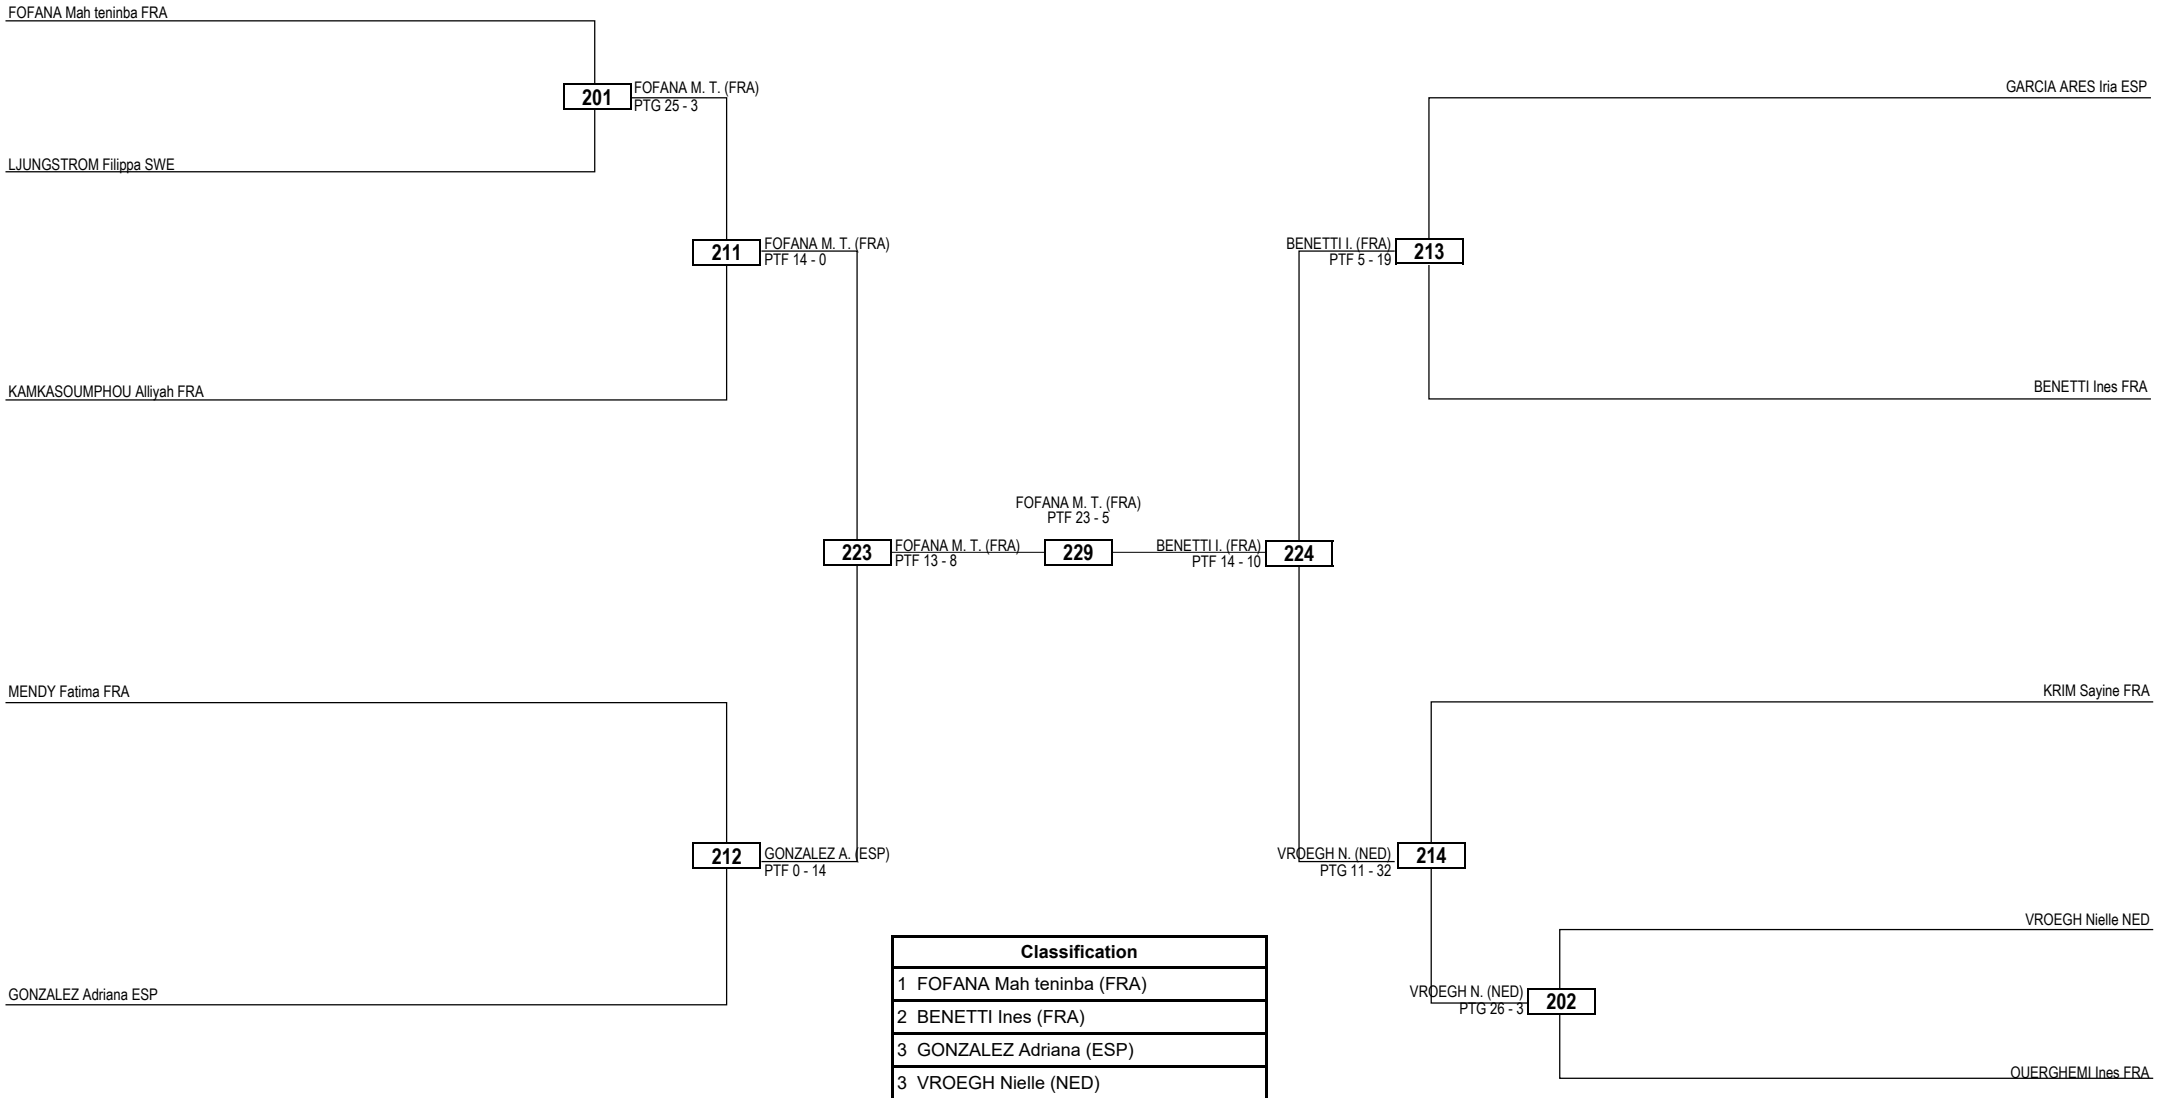 FOFANA Mah teninba FRA
201
FOFANA M. T. (FRA)
PTG 25 - 3
LJUNGSTROM Filippa SWE
211
FOFANA M. T. (FRA)
PTF 14 - 0
KAMKASOUMPHOU Alliyah FRA
223
FOFANA M. T. (FRA)
PTF 13 - 8
MENDY Fatima FRA
212
GONZALEZ A. (ESP)
PTF 0 - 14
GONZALEZ Adriana ESP
FOFANA M. T. (FRA)
PTF 23 - 5
229
GARCIA ARES Iria ESP
BENETTI I. (FRA)
PTF 5 - 19
213
BENETTI Ines FRA
BENETTI I. (FRA)
PTF 14 - 10
224
KRIM Sayine FRA
VROEGH N. (NED)
PTG 11 - 32
214
VROEGH Nielle NED
VROEGH N. (NED)
PTG 26 - 3
202
OUERGHEMI Ines FRA
Classification
1 FOFANA Mah teninba (FRA)
2 BENETTI Ines (FRA)
3 GONZALEZ Adriana (ESP)
3 VROEGH Nielle (NED)